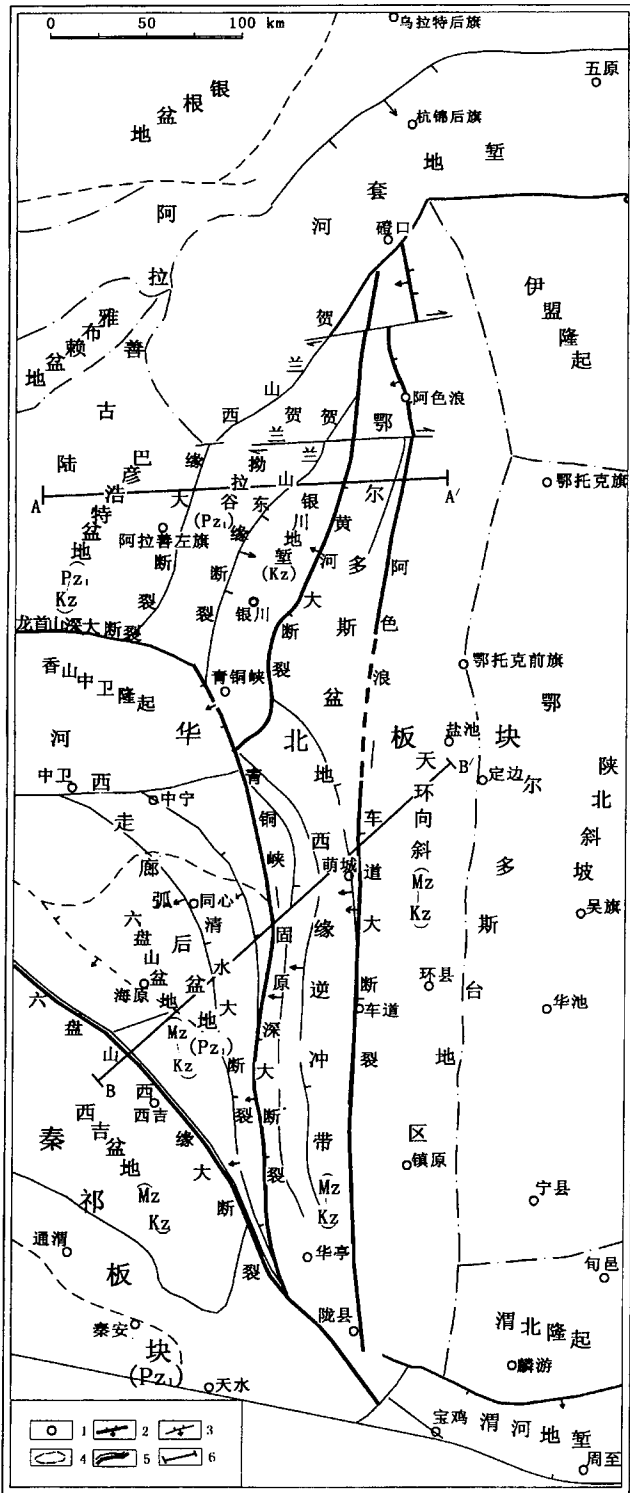 0 50 100 km
乌拉特后旗
五原
银根盆地
杭锦后旗
河套地堑
磴口
阿拉善古陆
雅布赖盆地
伊盟隆起
贺兰山西缘大断裂
贺兰拗拉谷
(Pz₁)
贺兰山东缘断裂
阿色浪
鄂尔多斯盆地西缘逆冲带
(Mz
Kz)
巴彦浩特盆地
(Pz₁
Kz)
A
A′
鄂托克旗
阿拉善左旗
银川地堑
(Kz)
黄河大断裂
银川
阿色浪
龙首山深大断裂
香山中卫隆起
青铜峡
鄂托克前旗
华北板块
盐池
B′
定边
河西走廊弧后盆地
(Pz₁)
中卫
中宁
青铜峡固原深大断裂
天环向斜
(Mz
Kz)
鄂尔多斯台地区
陕北斜坡
萌城
车道大断裂
同心
吴旗
六盘山盆地
(Mz
Kz)
清水大断裂
海原
环县
车道
华池
六盘山西缘大断裂
B
西吉
西吉盆地
(Mz
Kz)
秦祁板块
(Pz₁)
镇原
宁县
通渭
华亭
旬邑
秦安
陇县
渭北隆起
麟游
天水
宝鸡
渭河地堑
周至
1 2 3
4 5 6